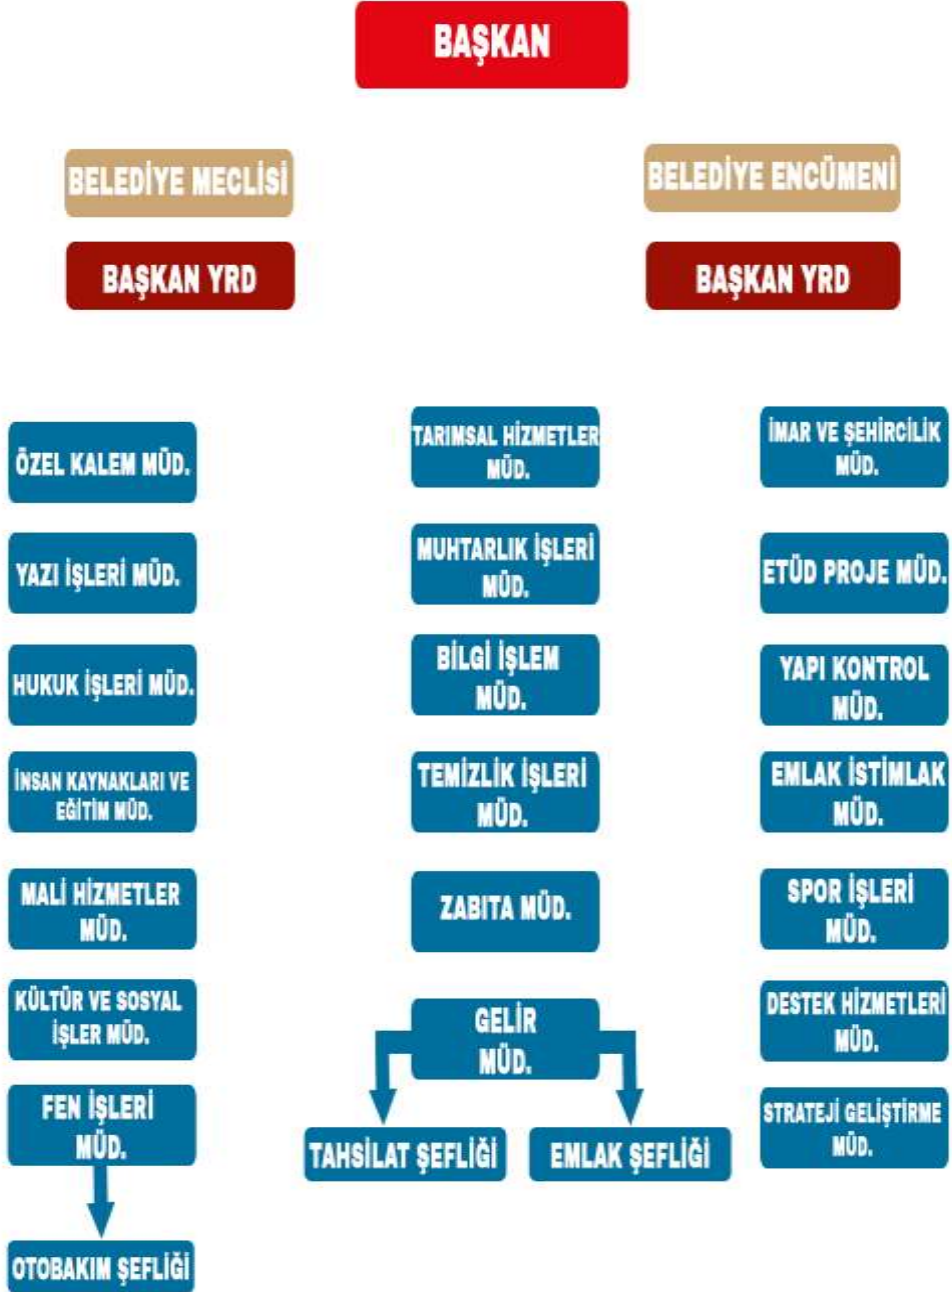 BAŞKAN
BELEDİYE MECLİSİ
BELEDİYE ENCÜMENİ
BAŞKAN YRD
BAŞKAN YRD
ÖZEL KALEM MÜD.
TARIMSAL HİZMETLER
MÜD.
İMAR VE ŞEHİRCİLİK
MÜD.
YAZI İŞLERİ MÜD.
MUHTARLIK İŞLERİ
MÜD.
ETÜD PROJE MÜD.
HUKUK İŞLERİ MÜD.
BİLGİ İŞLEM
MÜD.
YAPI KONTROL
MÜD.
İNSAN KAYNAKLARI VE
EĞİTİM MÜD.
TEMİZLİK İŞLERİ
MÜD.
EMLAK İSTİMLAK
MÜD.
MALİ HİZMETLER
MÜD.
ZABITA MÜD.
SPOR İŞLERİ
MÜD.
KÜLTÜR VE SOSYAL
İŞLER MÜD.
GELİR
MÜD.
DESTEK HİZMETLERİ
MÜD.
FEN İŞLERİ
MÜD.
TAHSİLAT ŞEFLİĞİ
EMLAK ŞEFLİĞİ
STRATEJİ GELİŞTİRME
MÜD.
OTOBAKIM ŞEFLİĞİ